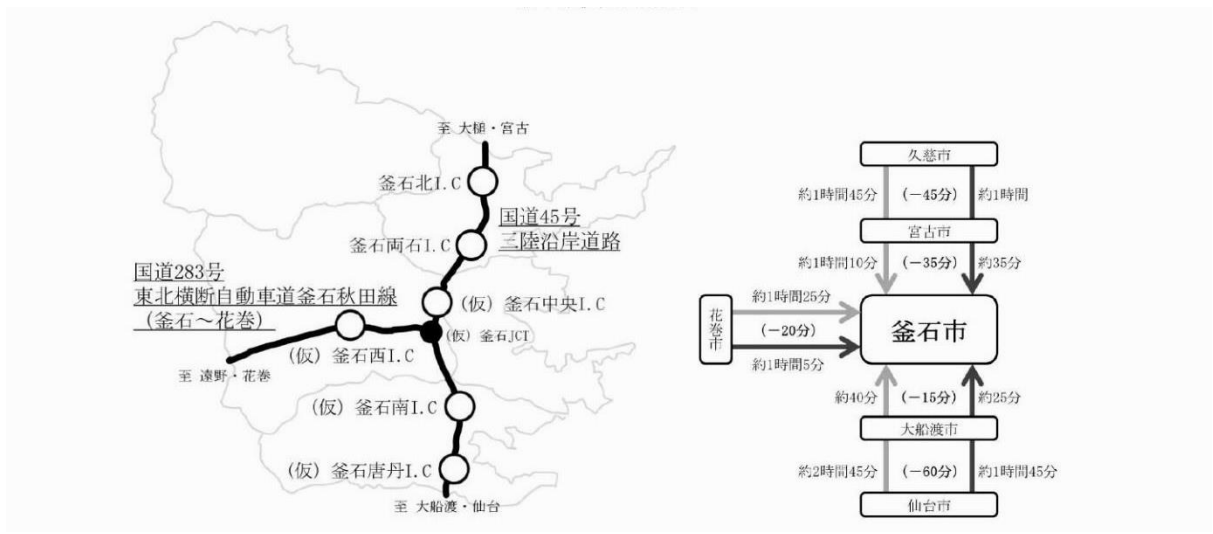 至 大槌・宮古
釜石北I.C
国道45号
三陸沿岸道路
釜石両石I.C
国道283号
東北横断自動車道釜石秋田線
（釜石～花巻）
（仮）釜石中央I.C
（仮）釜石JCT
（仮）釜石西I.C
至 遠野・花巻
（仮）釜石南I.C
（仮）釜石唐丹I.C
至 大船渡・仙台
久慈市
約1時間45分
（－45分）
約1時間
宮古市
約1時間10分
（－35分）
約35分
花巻市
約1時間25分
（－20分）
約1時間5分
釜石市
約40分
（－15分）
約25分
大船渡市
約2時間45分
（－60分）
約1時間45分
仙台市